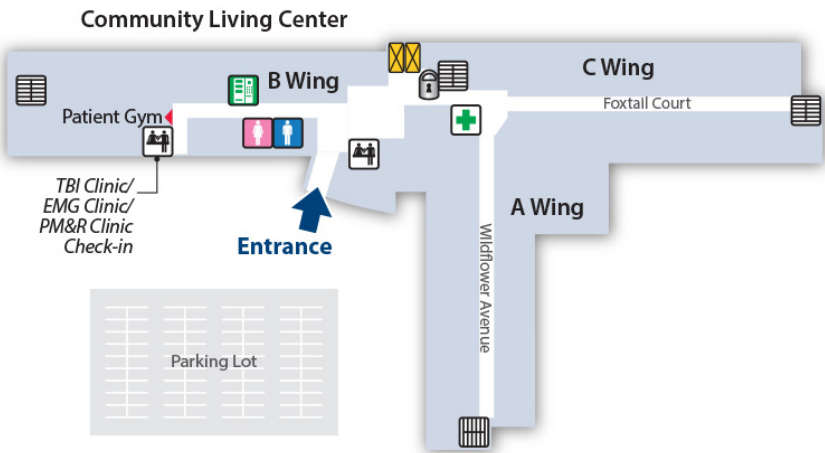 Community Living Center
B Wing
C Wing
Foxtail Court
Patient Gym
TBI Clinic/
EMG Clinic/
PM&R Clinic
Check-in
Entrance
A Wing
Wildflower Avenue
Parking Lot